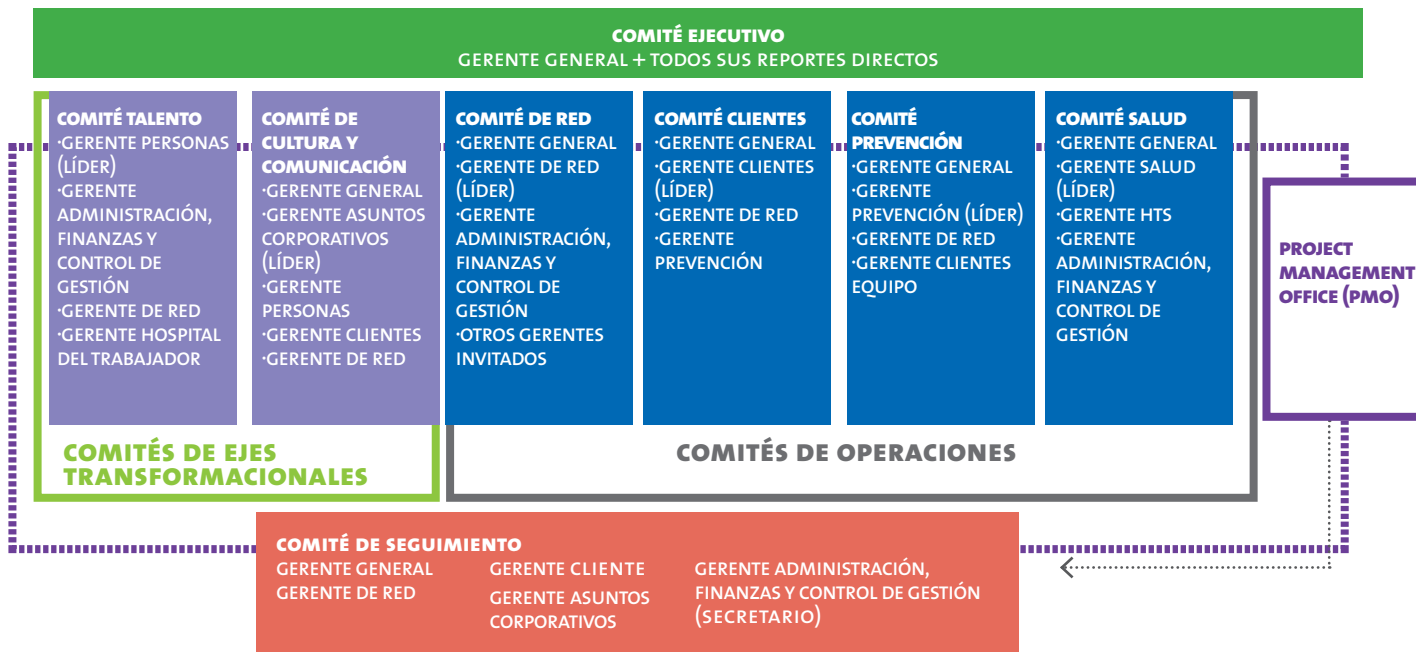 COMITÉ EJECUTIVO
GERENTE GENERAL + TODOS SUS REPORTES DIRECTOS
COMITÉ TALENTO
·GERENTE PERSONAS
(LÍDER)
·GERENTE
ADMINISTRACIÓN,
FINANZAS Y
CONTROL DE
GESTIÓN
·GERENTE DE RED
·GERENTE HOSPITAL
DEL TRABAJADOR
COMITÉ DE
CULTURA Y
COMUNICACIÓN
·GERENTE GENERAL
·GERENTE ASUNTOS
CORPORATIVOS
(LÍDER)
·GERENTE
PERSONAS
·GERENTE CLIENTES
·GERENTE DE RED
COMITÉ DE RED
·GERENTE GENERAL
·GERENTE DE RED
(LÍDER)
·GERENTE
ADMINISTRACIÓN,
FINANZAS Y
CONTROL DE
GESTIÓN
·OTROS GERENTES
INVITADOS
COMITÉ CLIENTES
·GERENTE GENERAL
·GERENTE CLIENTES
(LÍDER)
·GERENTE DE RED
·GERENTE
PREVENCIÓN
COMITÉ
PREVENCIÓN
·GERENTE GENERAL
·GERENTE
PREVENCIÓN (LÍDER)
·GERENTE DE RED
·GERENTE CLIENTES
EQUIPO
COMITÉ SALUD
·GERENTE GENERAL
·GERENTE SALUD
(LÍDER)
·GERENTE HTS
·GERENTE
ADMINISTRACIÓN,
FINANZAS Y
CONTROL DE
GESTIÓN
PROJECT
MANAGEMENT
OFFICE (PMO)
COMITÉS DE EJES
TRANSFORMACIONALES
COMITÉS DE OPERACIONES
COMITÉ DE SEGUIMIENTO
GERENTE GENERAL
GERENTE DE RED
GERENTE CLIENTE
GERENTE ASUNTOS
CORPORATIVOS
GERENTE ADMINISTRACIÓN,
FINANZAS Y CONTROL DE GESTIÓN
(SECRETARIO)